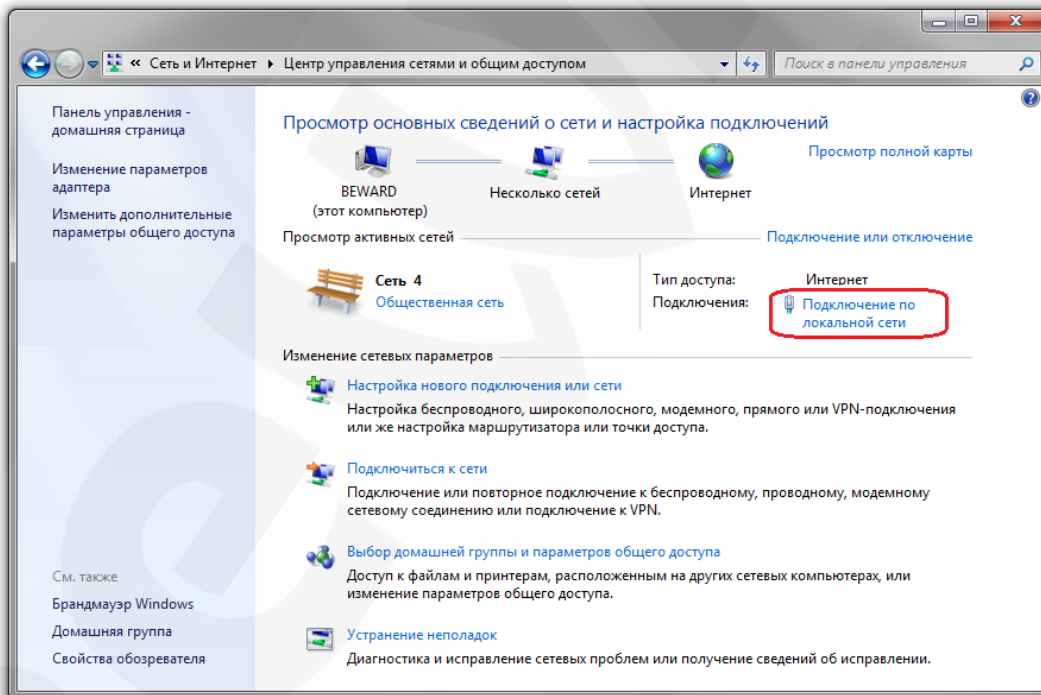 « Сеть и Интернет Центр управления сетями и общим доступом Поиск в панели управления
Панель управления -
домашняя страница
Изменение параметров
адаптера
Изменить дополнительные
параметры общего доступа
Просмотр основных сведений о сети и настройка подключений
Просмотр полной карты
BEWARD
(этот компьютер)
Несколько сетей
Интернет
Просмотр активных сетей
Подключение или отключение
Сеть 4
Общественная сеть
Тип доступа: Интернет
Подключения: Подключение по
локальной сети
Изменение сетевых параметров
Настройка нового подключения или сети
Настройка беспроводного, широкополосного, модемного, прямого или VPN-подключения
или же настройка маршрутизатора или точки доступа.
Подключиться к сети
Подключение или повторное подключение к беспроводному, проводному, модемному
сетевому соединению или подключение к VPN.
Выбор домашней группы и параметров общего доступа
Доступ к файлам и принтерам, расположенным на других сетевых компьютерах, или
изменение параметров общего доступа.
Устранение неполадок
Диагностика и исправление сетевых проблем или получение сведений об исправлении.
См. также
Брандмауэр Windows
Домашняя группа
Свойства обозревателя